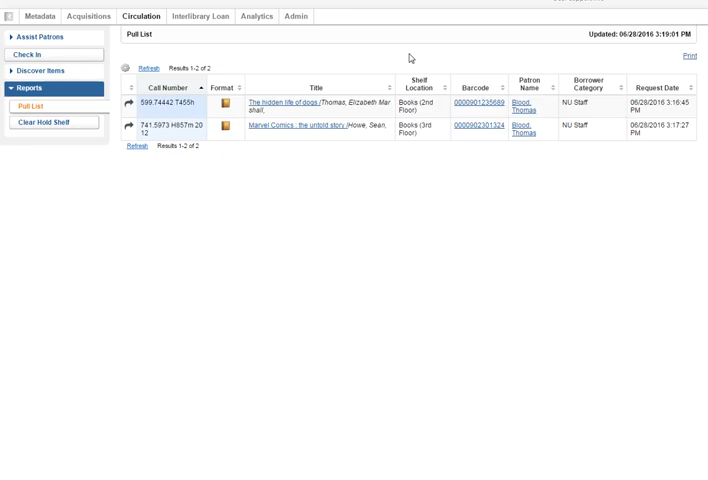 Metadata Acquisitions Circulation Interlibrary Loan Analytics Admin
Assist Patrons
Check In
Discover Items
Reports
Pull List
Clear Hold Shelf
Pull List Updated: 06/28/2016 3:19:01 PM
Print
Refresh Results 1-2 of 2
Call Number Format Title Shelf Location Barcode Patron Name Borrower Category Request Date
599.74442 T455h The hidden life of dogs /Thomas, Elizabeth Mar Books (2nd 0000901235689 Blood, NU Staff 06/28/2016 3:16:45
shall, Floor) Thomas PM
741.5973 H857m 20 Marvel Comics : the untold story /Howe, Sean, Books (3rd 0000902301324 Blood, NU Staff 06/28/2016 3:17:27
12 Floor) Thomas PM
Refresh Results 1-2 of 2